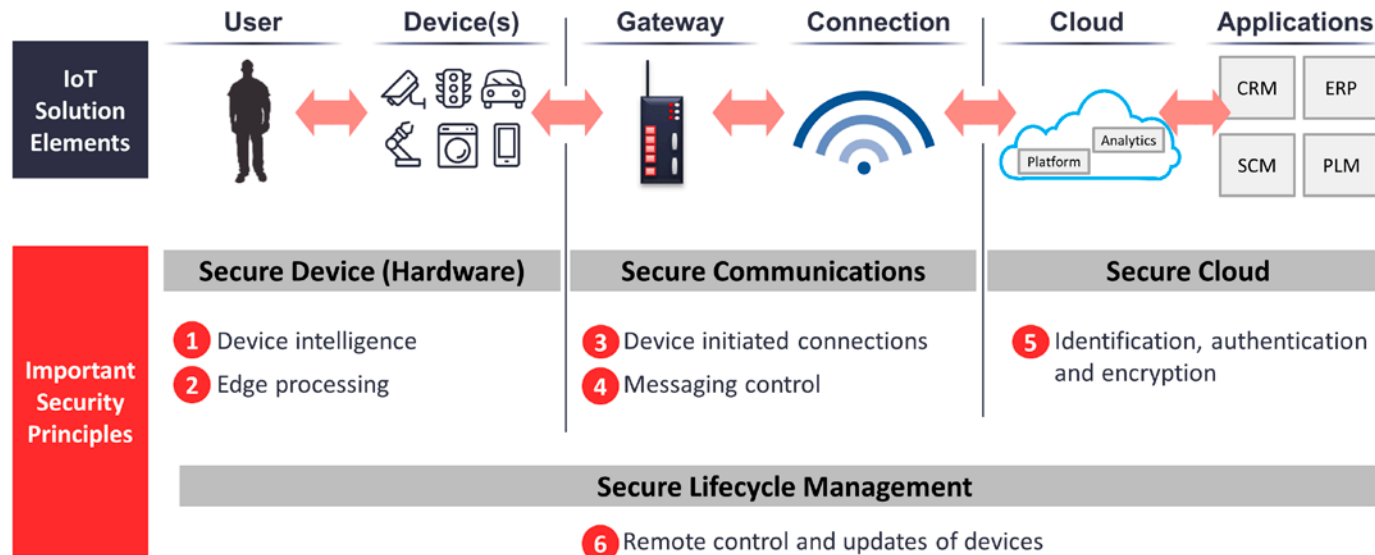 User
Device(s)
Gateway
Connection
Cloud
Applications
IoT
Solution
Elements
Platform
Analytics
CRM
ERP
SCM
PLM
Important
Security
Principles
Secure Device (Hardware)
1 Device intelligence
2 Edge processing
Secure Communications
3 Device initiated connections
4 Messaging control
Secure Cloud
5 Identification, authentication
and encryption
Secure Lifecycle Management
6 Remote control and updates of devices